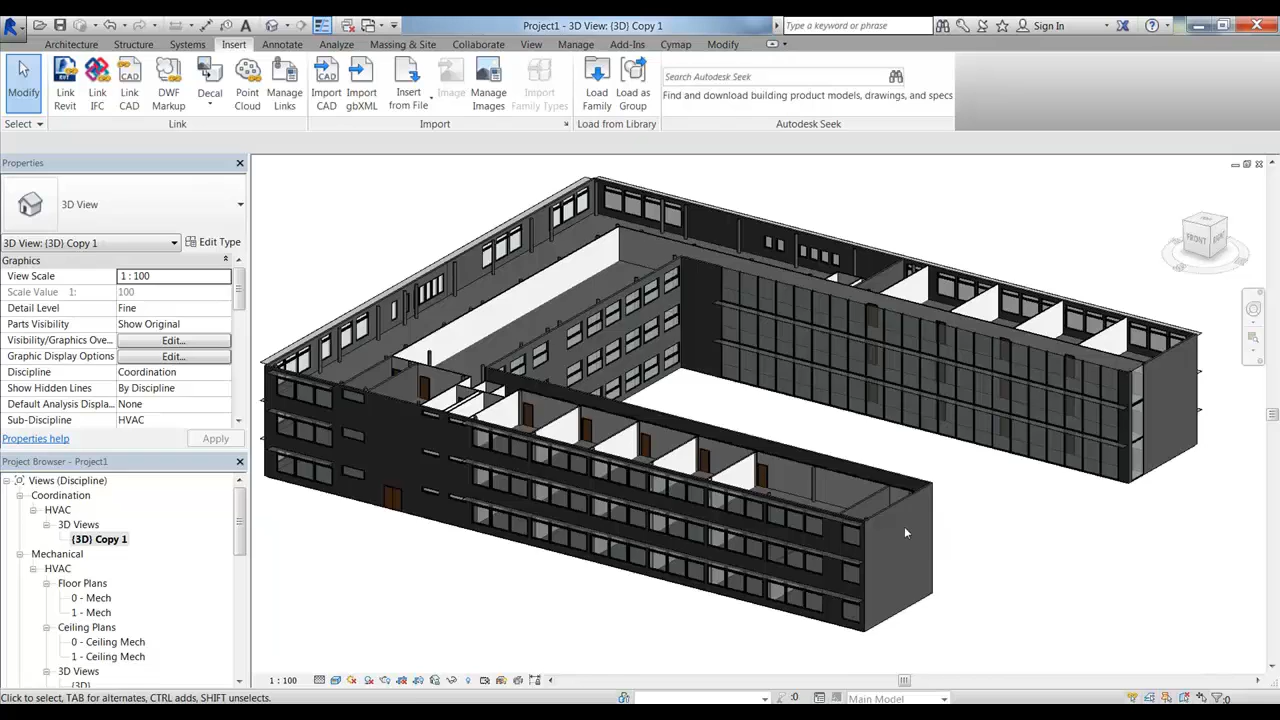 Project1 - 3D View: {3D} Copy 1
Type a keyword or phrase
Sign In
Architecture Structure Systems Insert Annotate Analyze Massing & Site Collaborate View Manage Add-Ins Cymap Modify
Modify
Link Revit
Link IFC
Link CAD
DWF Markup
Decal
Point Cloud
Manage Links
Import CAD
Import gbXML
Insert from File
Image
Manage Images
Import Family Types
Load Family
Load as Group
Search Autodesk Seek
Find and download building product models, drawings, and specs
Select
Link
Import
Load from Library
Autodesk Seek
Properties
3D View
3D View: {3D} Copy 1
Edit Type
Graphics
View Scale 1 : 100
Scale Value 1: 100
Detail Level Fine
Parts Visibility Show Original
Visibility/Graphics Ove... Edit...
Graphic Display Options Edit...
Discipline Coordination
Show Hidden Lines By Discipline
Default Analysis Displa... None
Sub-Discipline HVAC
Properties help
Apply
Project Browser - Project1
Views (Discipline)
Coordination
HVAC
3D Views
{3D} Copy 1
Mechanical
HVAC
Floor Plans
0 - Mech
1 - Mech
Ceiling Plans
0 - Ceiling Mech
1 - Ceiling Mech
3D Views
FRONT
1 : 100
Click to select, TAB for alternates, CTRL adds, SHIFT unselects.
:0
Main Model
:0